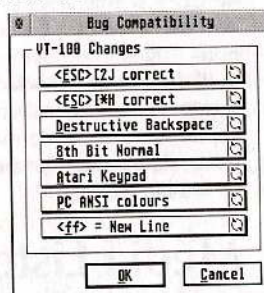 Bug Compatibility
VT-100 Changes
<ESC>[2J correct
<ESC>[*H correct
Destructive Backspace
8th Bit Normal
Atari Keypad
PC ANSI colours
<ff> = New Line
OK Cancel